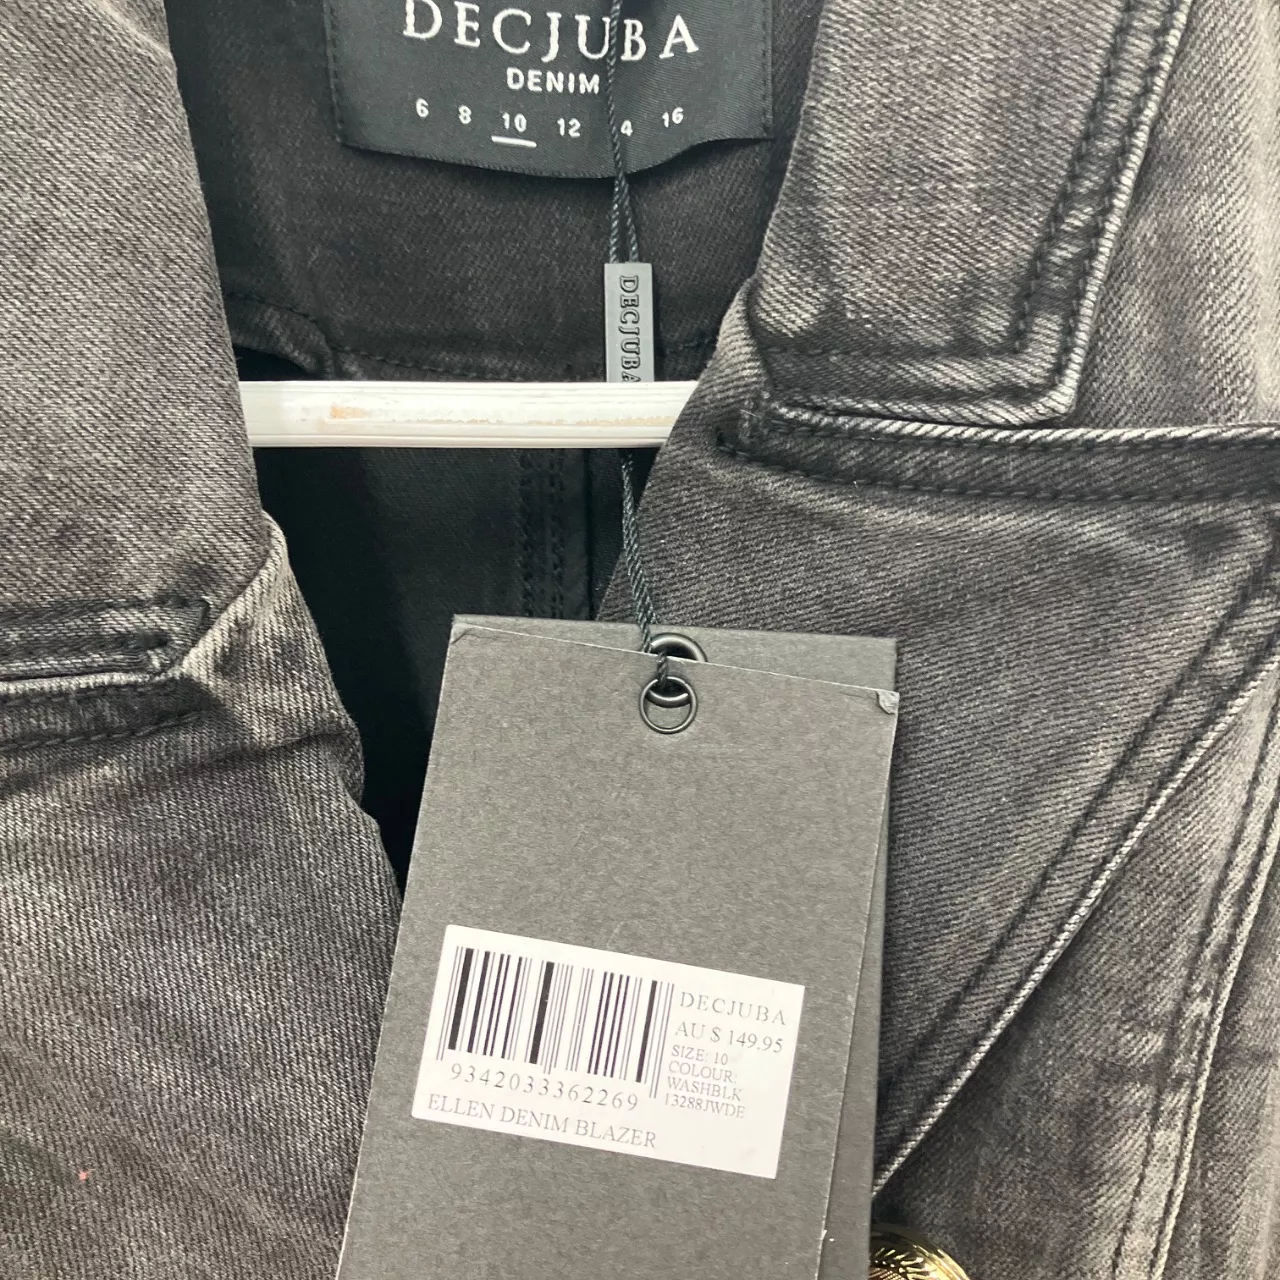 DECJUBA
DENIM
6 8 10 12 4 16
DECJUBA
DECJUBA
AU $ 149.95
SIZE: 10
COLOUR:
WASHBLK
13288JWDE
9342033362269
ELLEN DENIM BLAZER